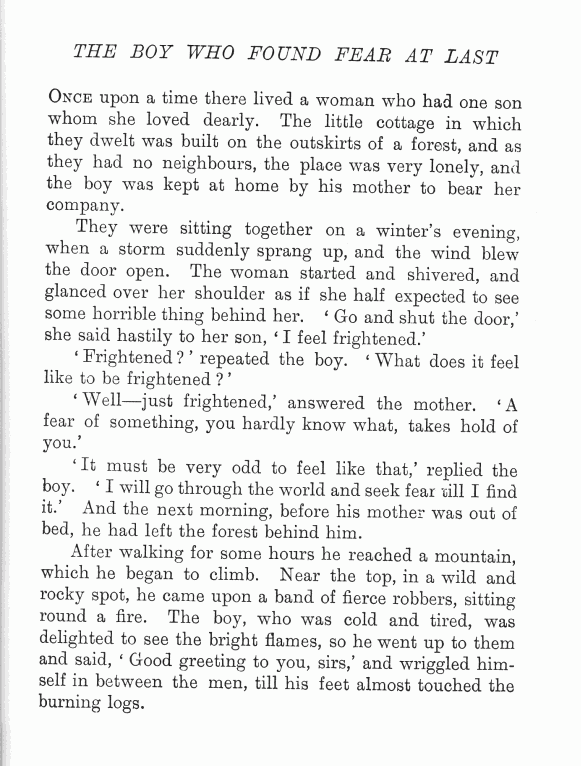 THE BOY WHO FOUND FEAR AT LAST
ONCE upon a time there lived a woman who had one son
whom she loved dearly. The little cottage in which
they dwelt was built on the outskirts of a forest, and as
they had no neighbours, the place was very lonely, and
the boy was kept at home by his mother to bear her
company.
They were sitting together on a winter's evening,
when a storm suddenly sprang up, and the wind blew
the door open. The woman started and shivered, and
glanced over her shoulder as if she half expected to see
some horrible thing behind her. ‘Go and shut the door,’
she said hastily to her son, ‘I feel frightened.’
‘Frightened?’ repeated the boy. ‘What does it feel
like to be frightened?’
‘Well—just frightened,’ answered the mother. ‘A
fear of something, you hardly know what, takes hold of
you.’
‘It must be very odd to feel like that,’ replied the
boy. ‘I will go through the world and seek fear till I find
it.’ And the next morning, before his mother was out of
bed, he had left the forest behind him.
After walking for some hours he reached a mountain,
which he began to climb. Near the top, in a wild and
rocky spot, he came upon a band of fierce robbers, sitting
round a fire. The boy, who was cold and tired, was
delighted to see the bright flames, so he went up to them
and said, ‘Good greeting to you, sirs,’ and wriggled him-
self in between the men, till his feet almost touched the
burning logs.